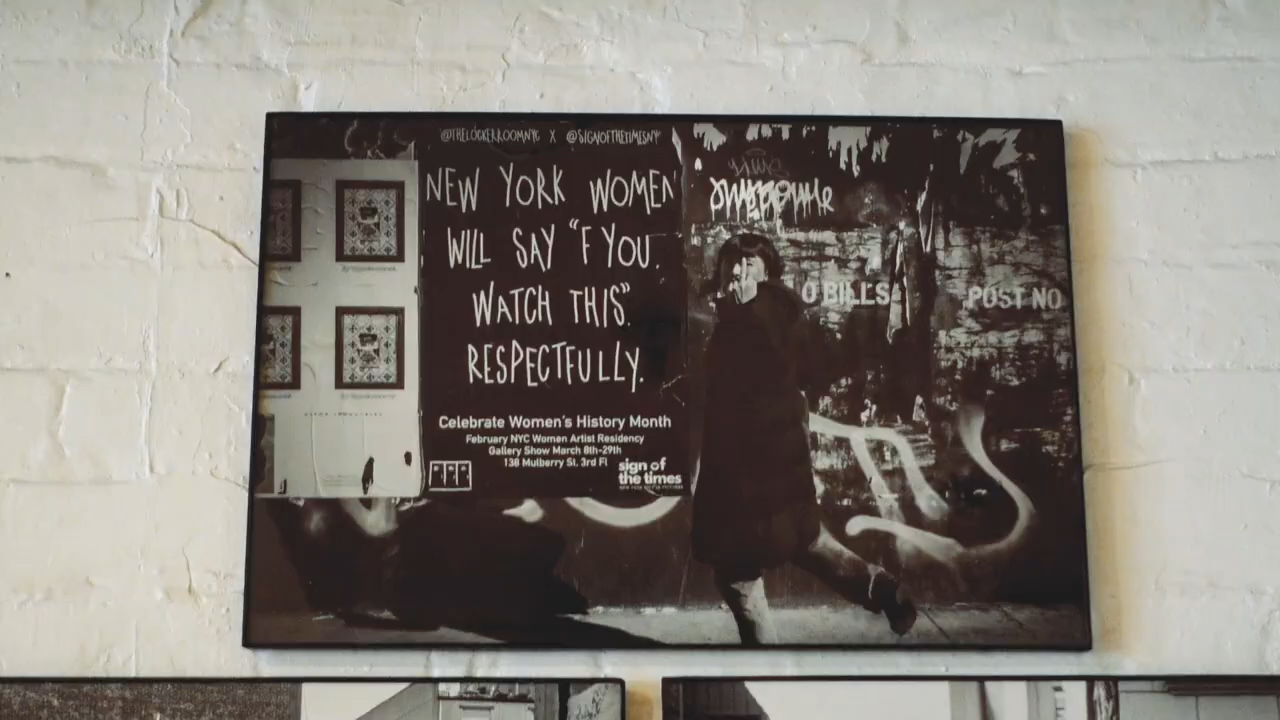 @THELOCKERROOMNYC X @SIGNOFTHETIMESNY
NEW YORK WOMEN
WILL SAY "F YOU.
WATCH THIS".
RESPECTFULLY.
Celebrate Women's History Month
February NYC Women Artist Residency
Gallery Show March 8th-29th
138 Mulberry St, 3rd Fl
sign of
the times
O BILLS
POST NO